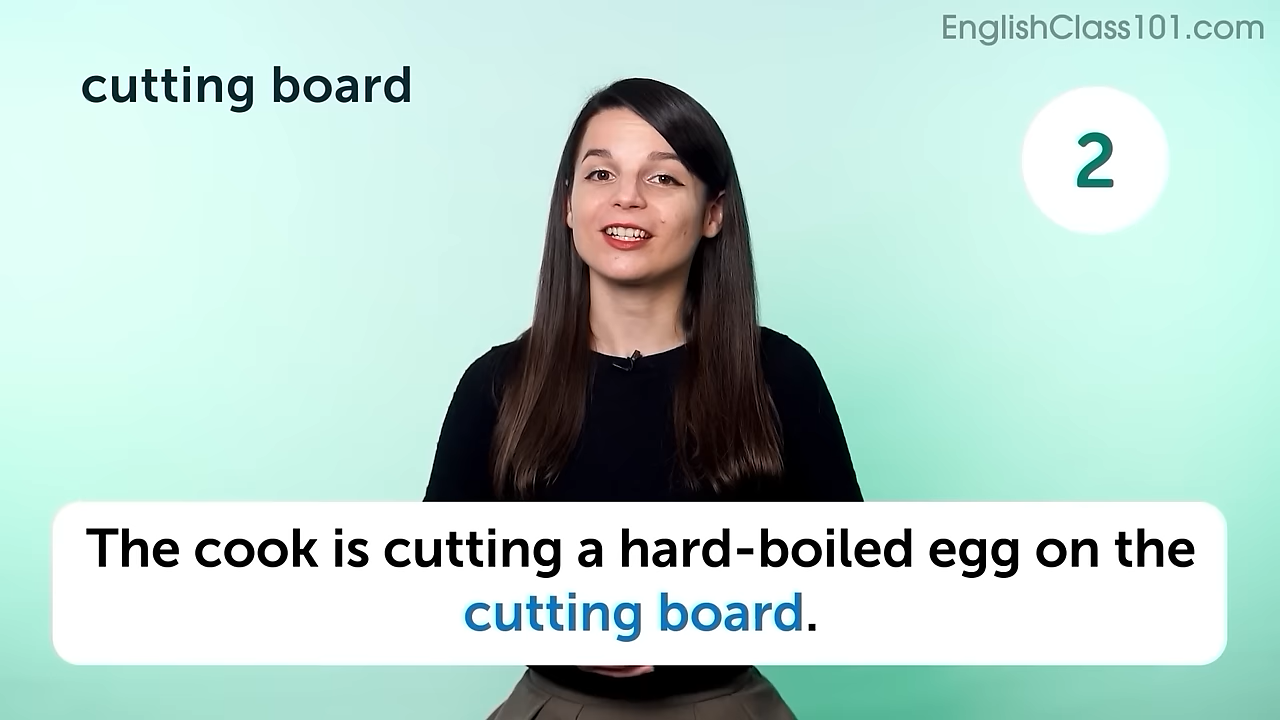 EnglishClass101.com
cutting board
2
The cook is cutting a hard-boiled egg on the
cutting board.